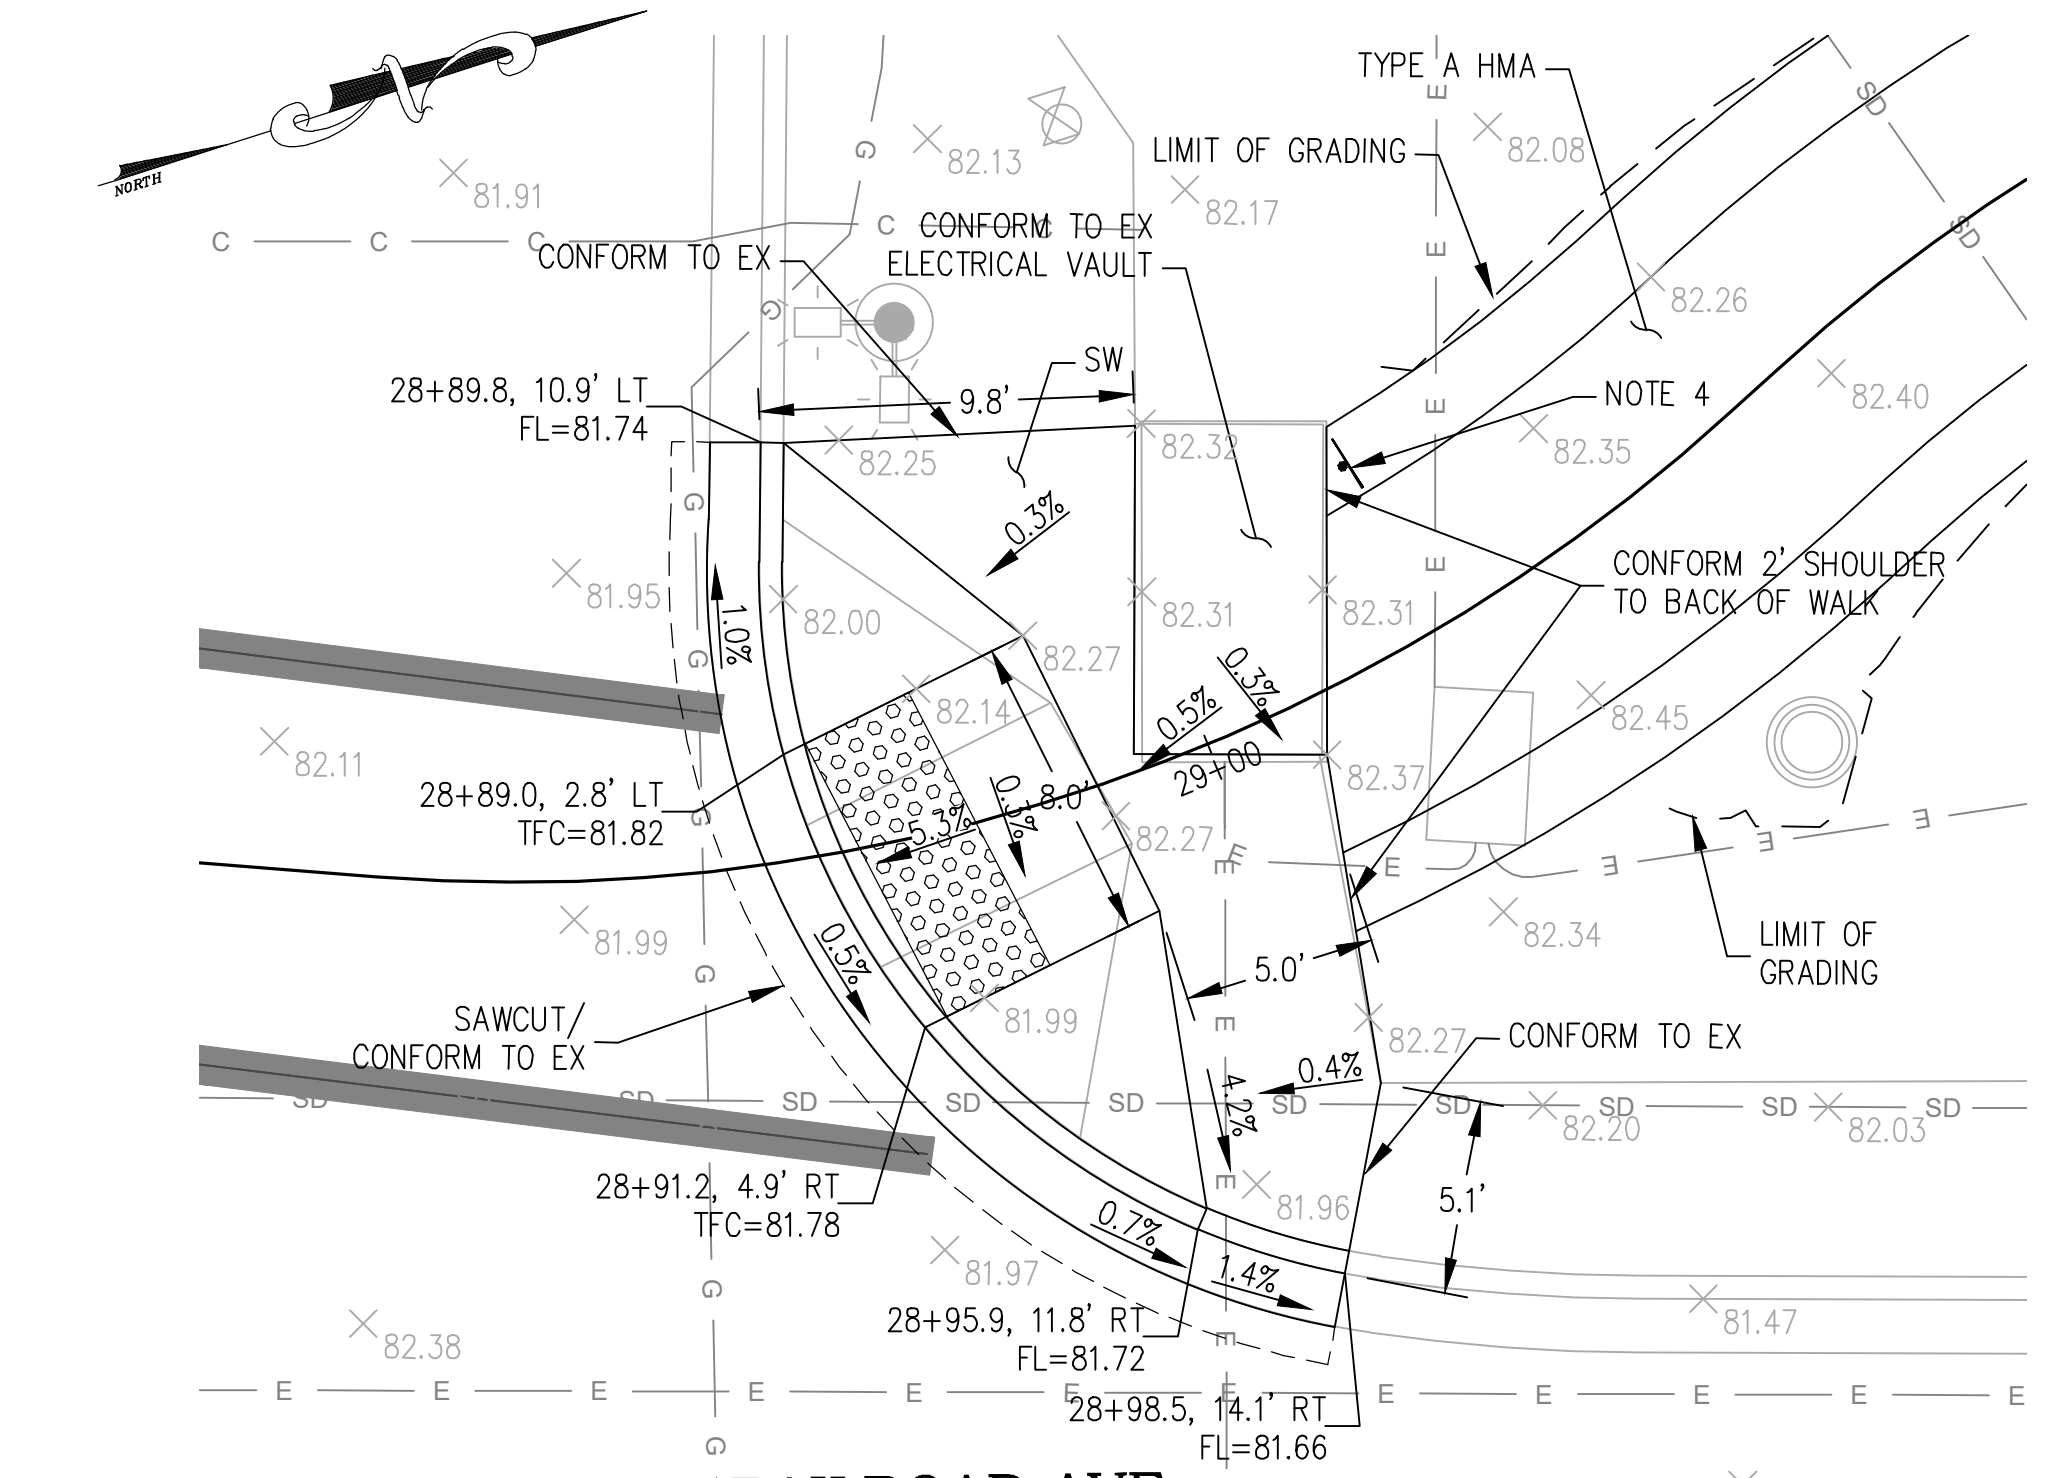 NORTH
TYPE A HMA
E
SD
82.08
G
82.13
LIMIT OF GRADING
81.91
82.17
C C C
C CONFORM TO EX C
ELECTRICAL VAULT
CONFORM TO EX
E
SD
82.26
G
SW
28+89.8, 10.9' LT
FL=81.74
9.8'
NOTE 4
82.40
E
82.25
82.32
82.35
G
0.3%
CONFORM 2' SHOULDER
TO BACK OF WALK
E
81.95
82.00
82.31
82.31
1.0%
G
82.27
0.3%
82.14
0.5%
82.45
82.11
29+00
82.37
28+89.0, 2.8' LT
TFC=81.82
G
0.3%
8.0'
5.3%
82.27
E
E
E
E
E
E
0.5%
81.99
82.34
LIMIT OF
GRADING
G
5.0'
SAWCUT/
CONFORM TO EX
81.99
E
82.27
CONFORM TO EX
0.4%
4.2%
SD SD SD SD SD SD SD SD SD SD
82.20
82.03
28+91.2, 4.9' RT
TFC=81.78
E
81.96
5.1'
0.7%
81.97
1.4%
G
28+95.9, 11.8' RT
FL=81.72
E
81.47
82.38
E E E E E E E E E E E E
28+98.5, 14.1' RT
FL=81.66
G